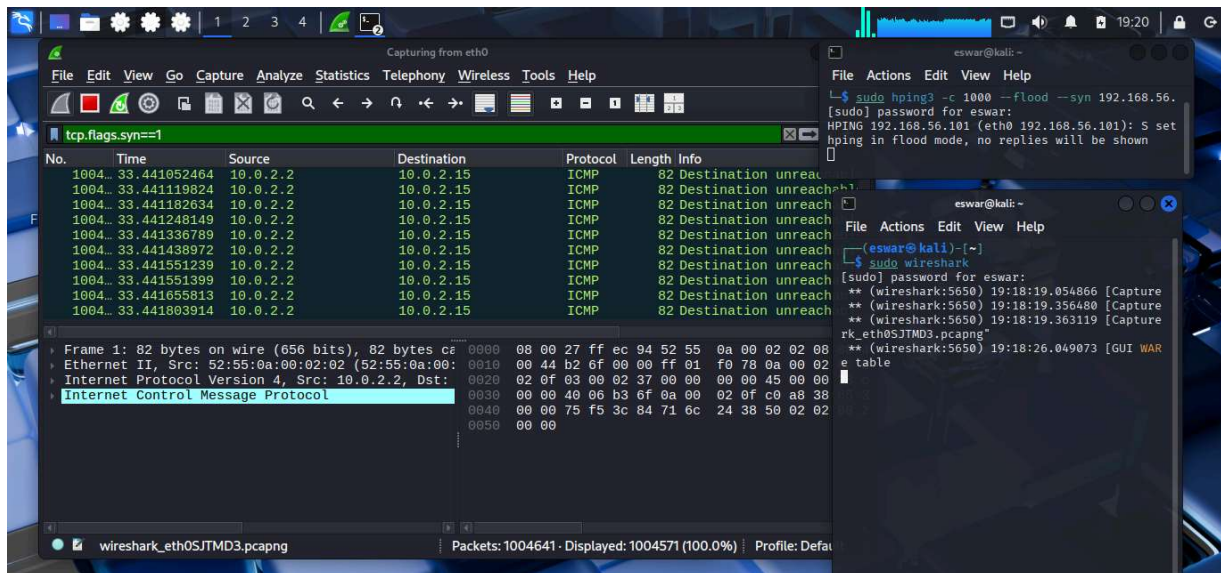 1 2 3 4 2 19:20
Capturing from eth0
File Edit View Go Capture Analyze Statistics Telephony Wireless Tools Help
tcp.flags.syn==1
No. Time Source Destination Protocol Length Info
1004… 33.441052464 10.0.2.2 10.0.2.15 ICMP 82 Destination
1004… 33.441119824 10.0.2.2 10.0.2.15 ICMP 82 Destination
1004… 33.441182634 10.0.2.2 10.0.2.15 ICMP 82 Destination unreach
1004… 33.441248149 10.0.2.2 10.0.2.15 ICMP 82 Destination unreach
1004… 33.441336789 10.0.2.2 10.0.2.15 ICMP 82 Destination unreach
1004… 33.441438972 10.0.2.2 10.0.2.15 ICMP 82 Destination unreach
1004… 33.441551239 10.0.2.2 10.0.2.15 ICMP 82 Destination unreach
1004… 33.441551399 10.0.2.2 10.0.2.15 ICMP 82 Destination unreach
1004… 33.441655813 10.0.2.2 10.0.2.15 ICMP 82 Destination unreach
1004… 33.441803914 10.0.2.2 10.0.2.15 ICMP 82 Destination unreach
Frame 1: 82 bytes on wire (656 bits), 82 bytes ca
Ethernet II, Src: 52:55:0a:00:02:02 (52:55:0a:00:
Internet Protocol Version 4, Src: 10.0.2.2, Dst:
Internet Control Message Protocol
0000 08 00 27 ff ec 94 52 55 0a 00 02 02 08
0010 00 44 b2 6f 00 00 ff 01 f0 78 0a 00 02
0020 02 0f 03 00 02 37 00 00 00 00 45 00 00
0030 00 00 40 06 b3 6f 0a 00 02 0f c0 a8 38
0040 00 00 75 f5 3c 84 71 6c 24 38 50 02 02
0050 00 00
wireshark_eth0SJTMD3.pcapng Packets: 1004641 · Displayed: 1004571 (100.0%) Profile: Defau
eswar@kali: ~
File Actions Edit View Help
└─$ sudo hping3 -c 1000 --flood --syn 192.168.56.
[sudo] password for eswar:
HPING 192.168.56.101 (eth0 192.168.56.101): S set
hping in flood mode, no replies will be shown
eswar@kali: ~
File Actions Edit View Help
┌──(eswar㉿kali)-[~]
└─$ sudo wireshark
[sudo] password for eswar:
** (wireshark:5650) 19:18:19.054866 [Capture
** (wireshark:5650) 19:18:19.356480 [Capture
** (wireshark:5650) 19:18:19.363119 [Capture
rk_eth0SJTMD3.pcapng"
** (wireshark:5650) 19:18:26.049073 [GUI WAR
e table